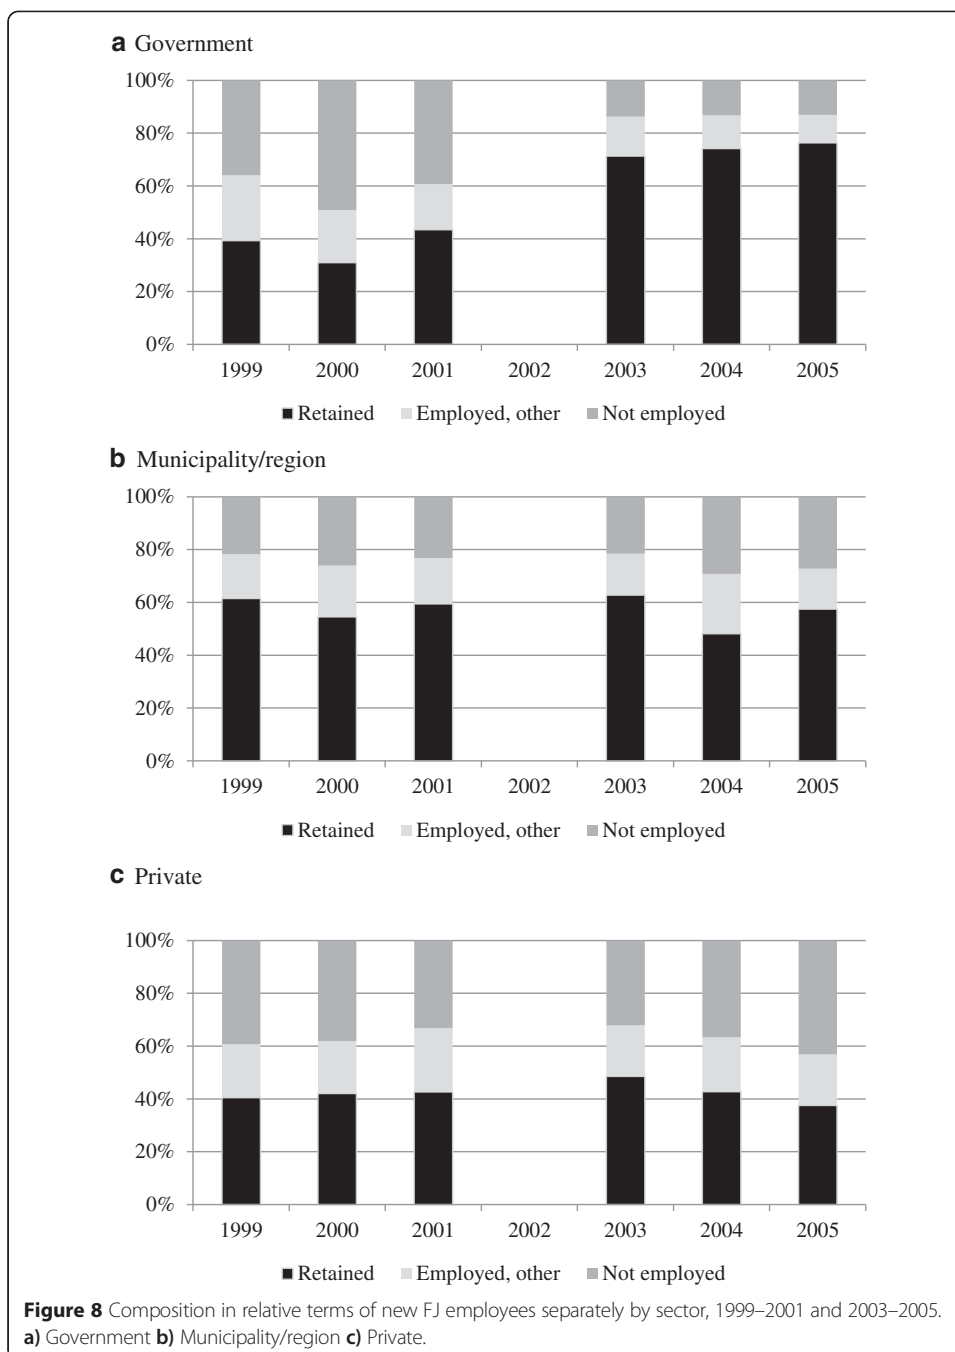 a Government
100%
80%
60%
40%
20%
0%
1999 2000 2001 2002 2003 2004 2005
Retained Employed, other Not employed
b Municipality/region
100%
80%
60%
40%
20%
0%
1999 2000 2001 2002 2003 2004 2005
Retained Employed, other Not employed
c Private
100%
80%
60%
40%
20%
0%
1999 2000 2001 2002 2003 2004 2005
Retained Employed, other Not employed
Figure 8 Composition in relative terms of new FJ employees separately by sector, 1999–2001 and 2003–2005.
a) Government b) Municipality/region c) Private.